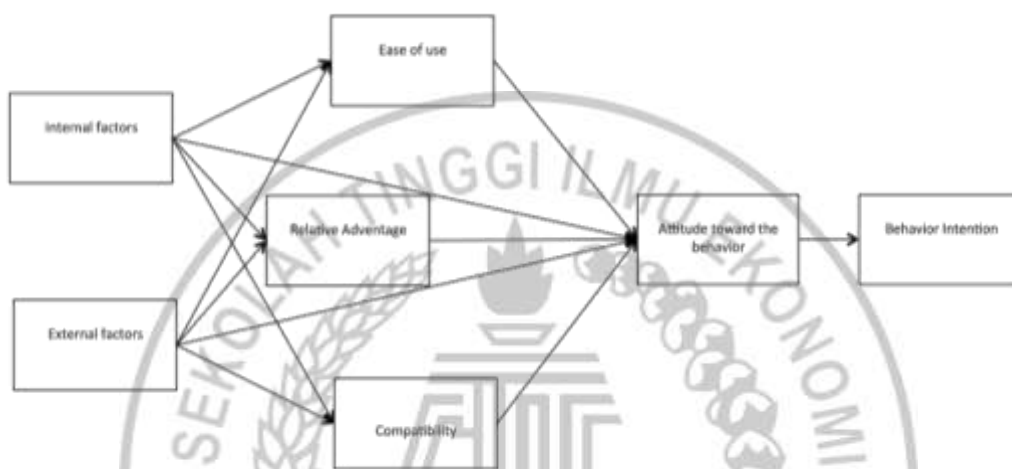 Ease of use
Internal factors
Relative Adventage
Attitude toward the
behavior
Behavior Intention
External factors
Compatibility
SEKOLAH TINGGI ILMU EKONOMI